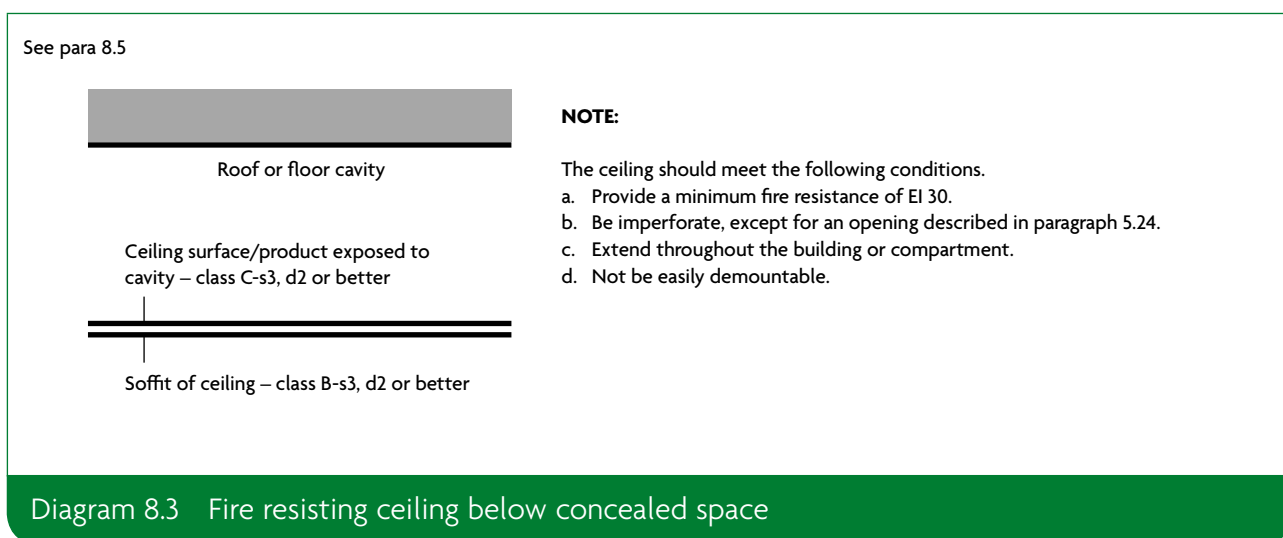 See para 8.5
Roof or floor cavity
Ceiling surface/product exposed to
cavity – class C-s3, d2 or better
Soffit of ceiling – class B-s3, d2 or better
NOTE:
The ceiling should meet the following conditions.
a. Provide a minimum fire resistance of EI 30.
b. Be imperforate, except for an opening described in paragraph 5.24.
c. Extend throughout the building or compartment.
d. Not be easily demountable.
Diagram 8.3 Fire resisting ceiling below concealed space